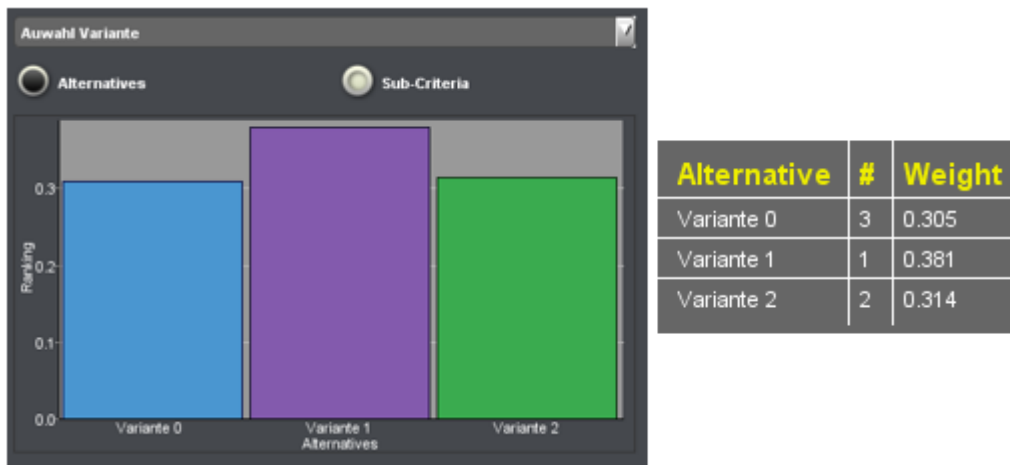 Auwahl Variante
Alternatives Sub-Criteria
0.3
0.2
0.1
0.0
Ranking
Variante 0 Variante 1 Variante 2
Alternatives
Alternative # Weight
Variante 0 3 0.305
Variante 1 1 0.381
Variante 2 2 0.314